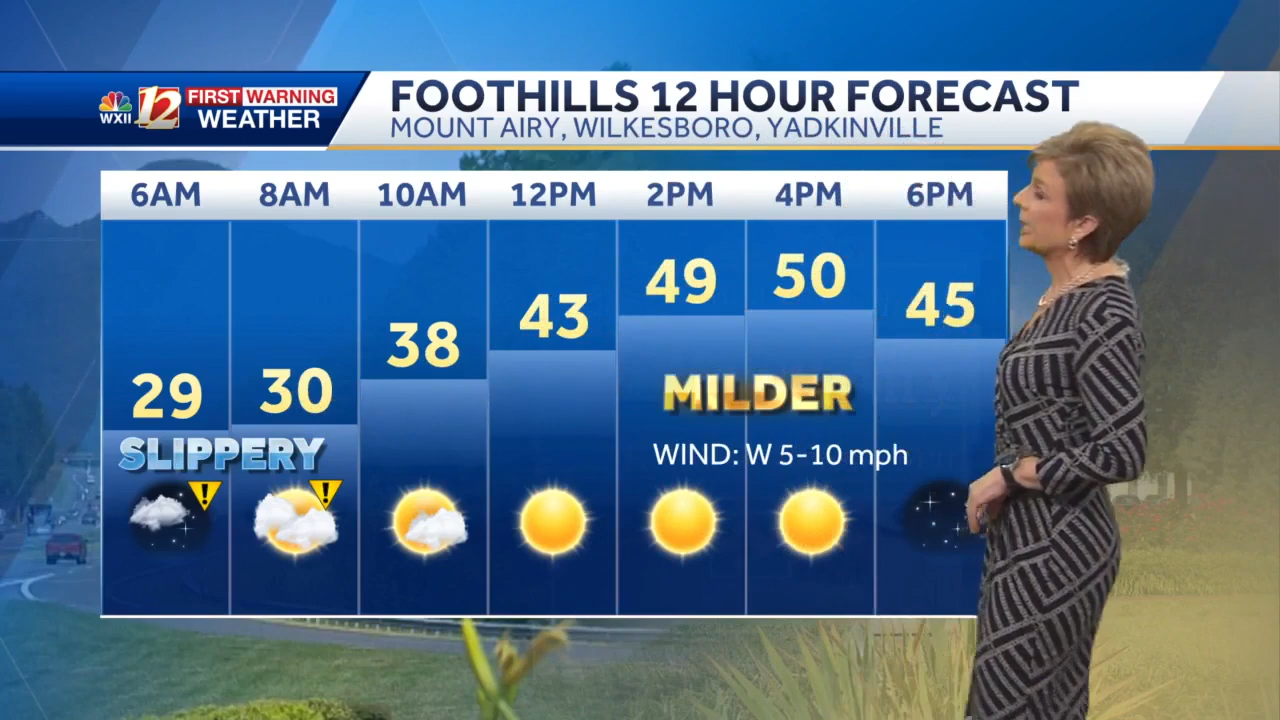 WXII 12 FIRST WARNING
WEATHER
FOOTHILLS 12 HOUR FORECAST
MOUNT AIRY, WILKESBORO, YADKINVILLE
6AM 8AM 10AM 12PM 2PM 4PM 6PM
29 30 38 43 49 50 45
SLIPPERY
MILDER
WIND: W 5-10 mph
! !